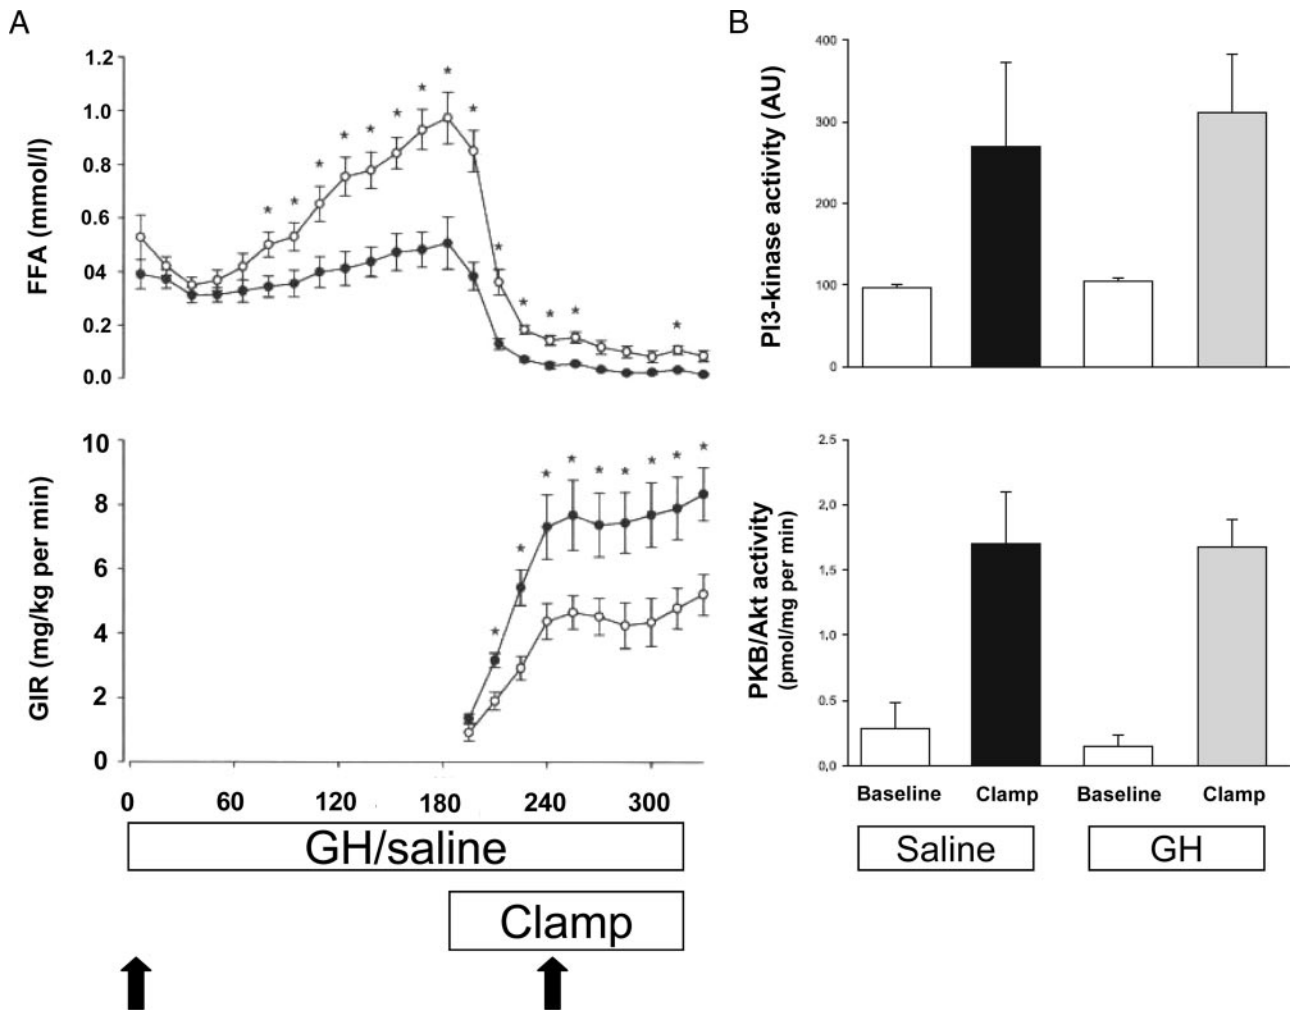 A
B
FFA (mmol/l)
1.2
1.0
0.8
0.6
04
0.2
0.0
GIR (mg/kg per min)
10
8
6
4
2
0
0 60 120 180 240 300
GH/saline
Clamp
PI3-kinase activity (AU)
400
300
200
100
0
PKB/Akt activity
(pmol/mg per min)
2.5
2,0
1,5
1,0
0,5
0,0
Baseline Clamp Baseline Clamp
Saline GH